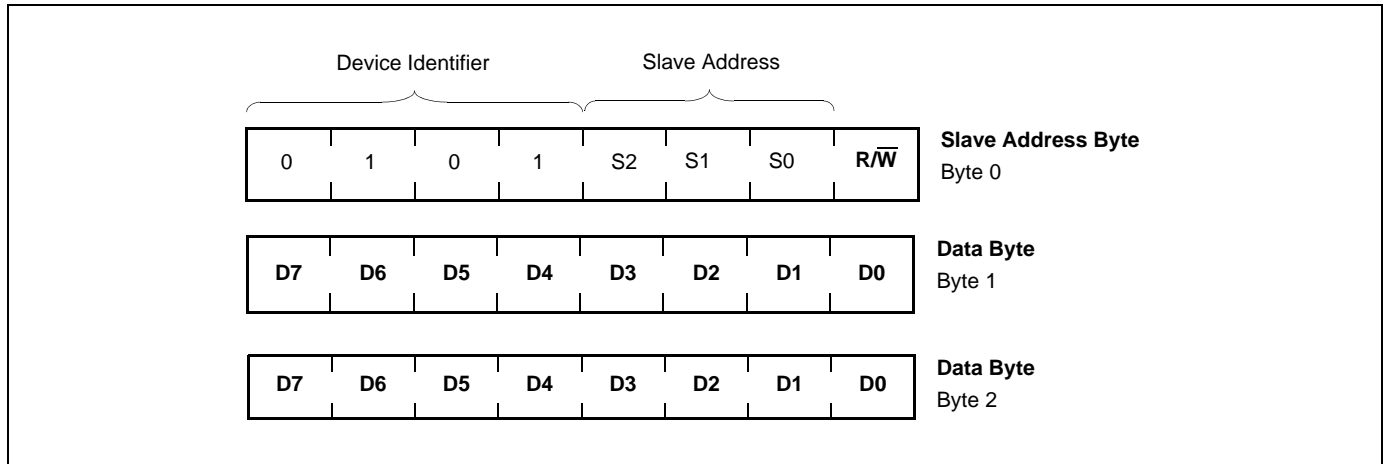 Device Identifier Slave Address
0 1 0 1 S2 S1 S0 R/W̅ Slave Address Byte
Byte 0
D7 D6 D5 D4 D3 D2 D1 D0 Data Byte
Byte 1
D7 D6 D5 D4 D3 D2 D1 D0 Data Byte
Byte 2